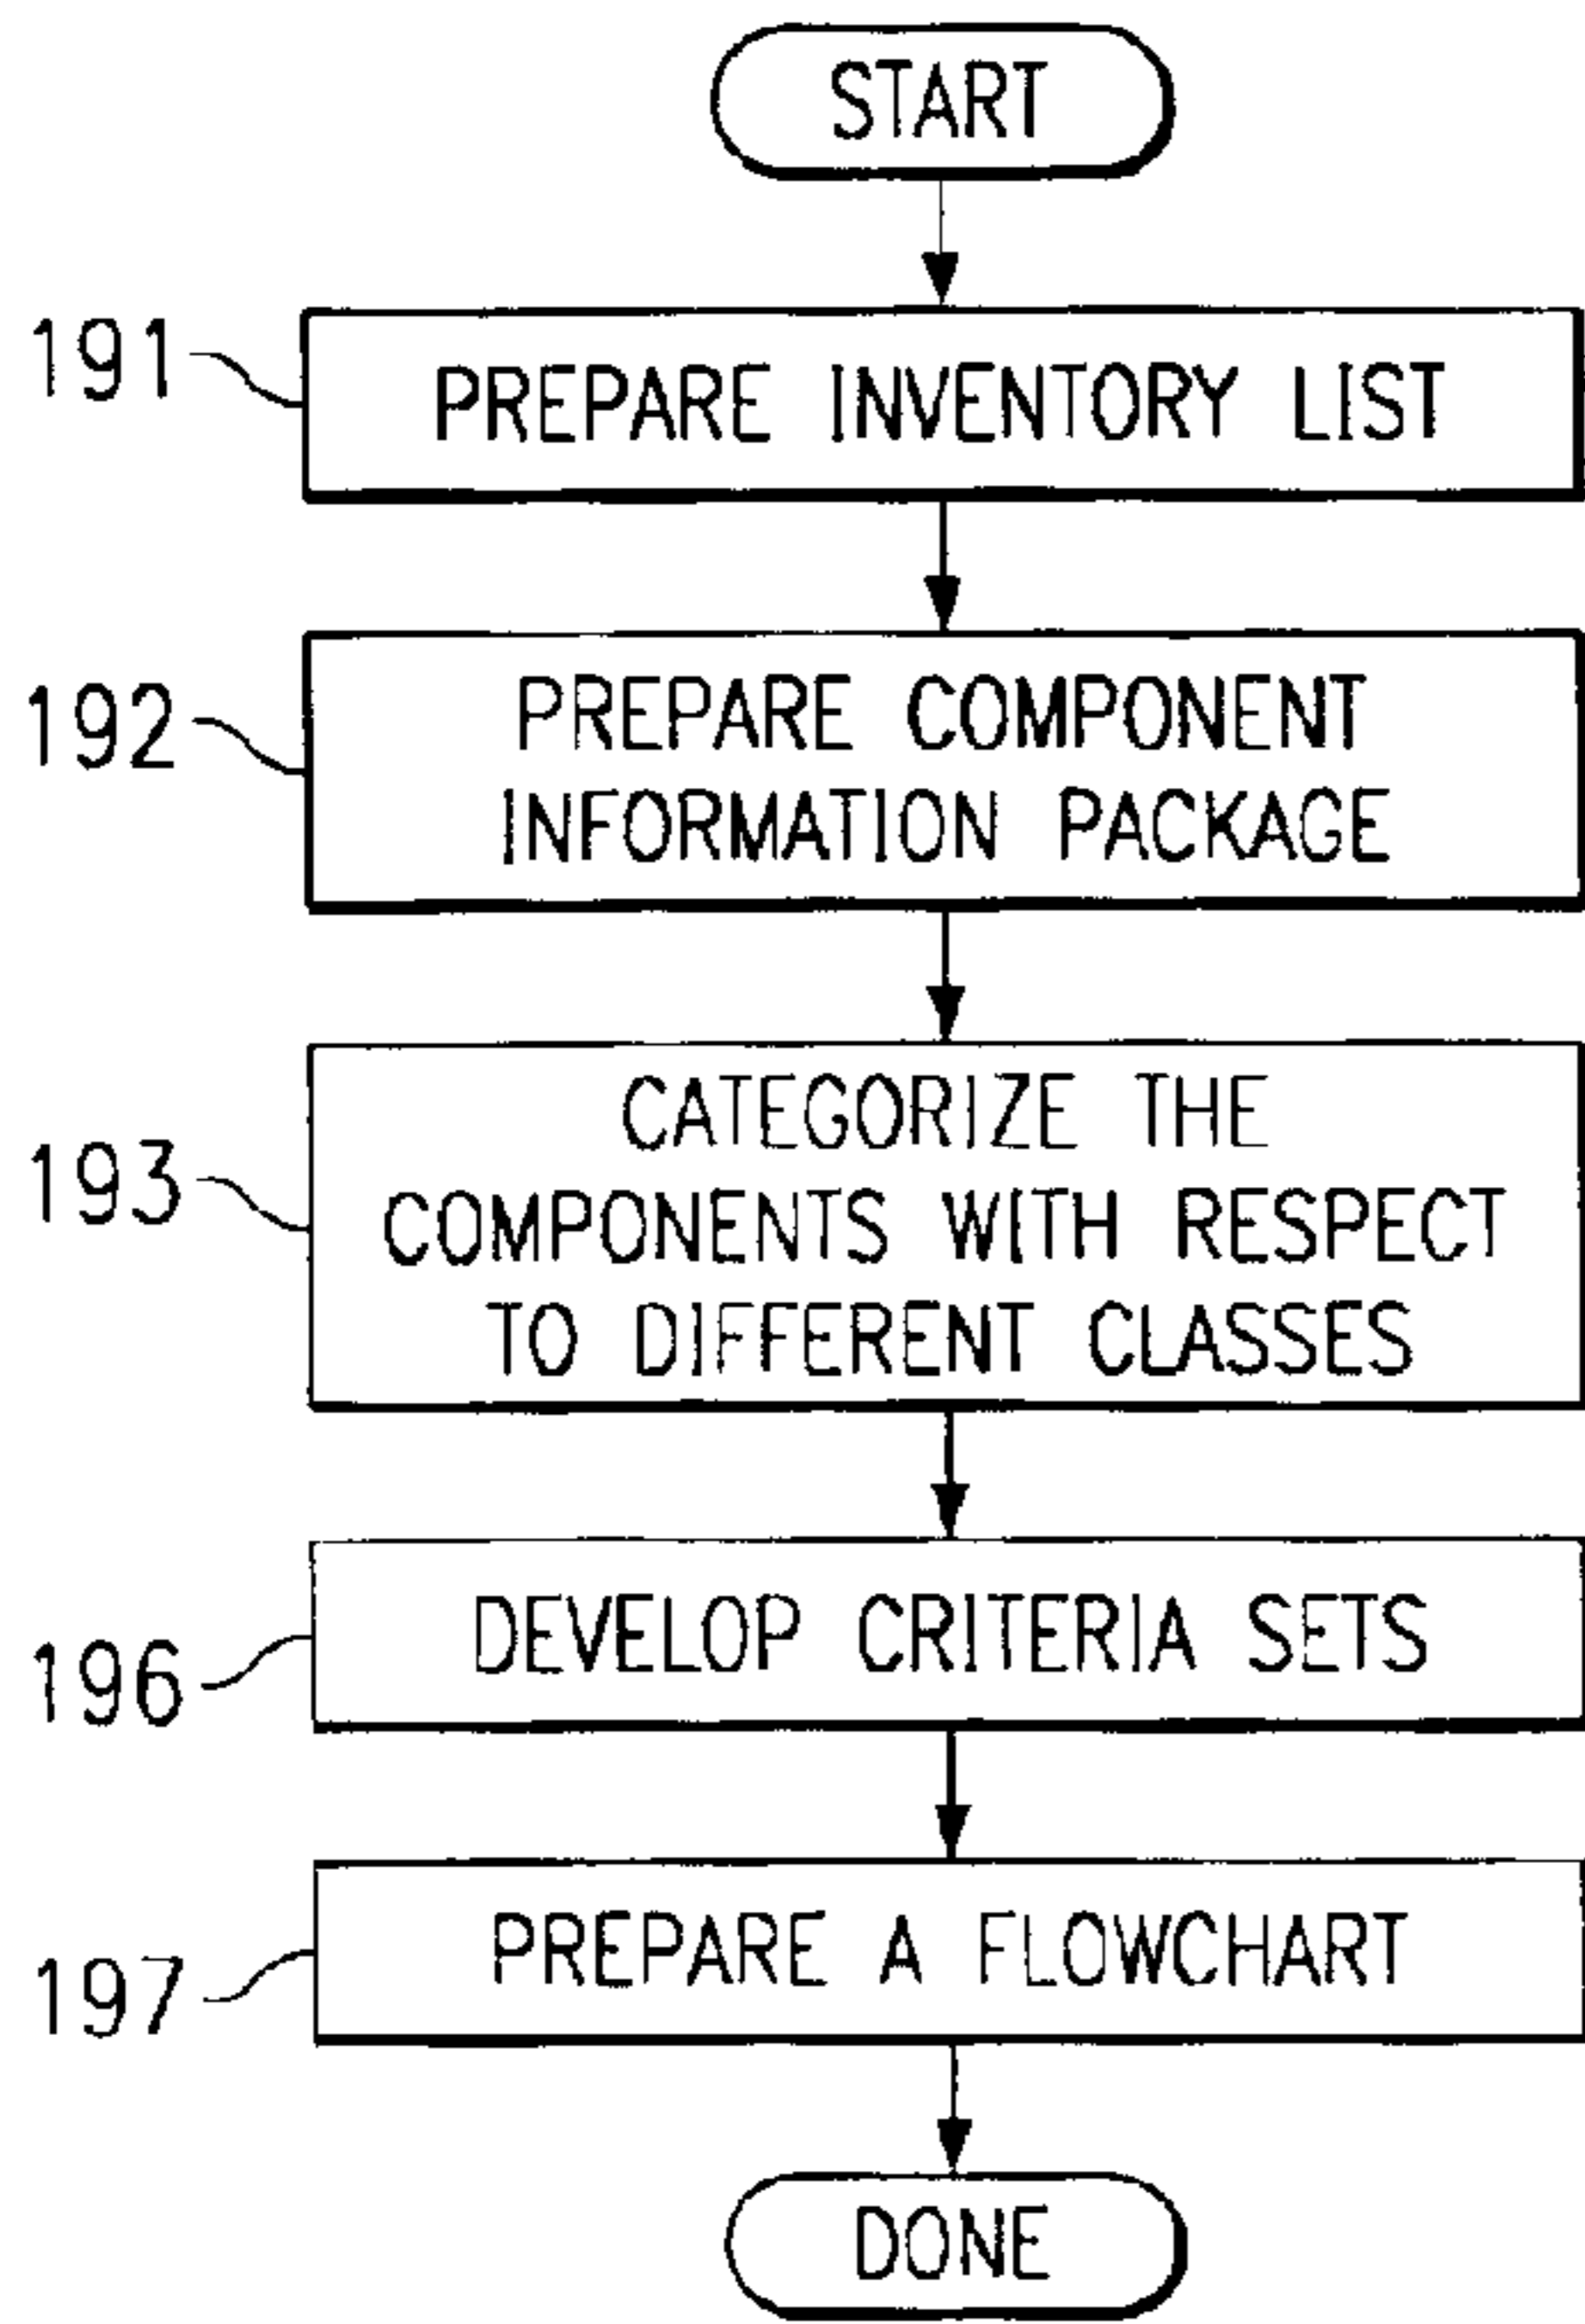 START
191
PREPARE INVENTORY LIST
192
PREPARE COMPONENT
INFORMATION PACKAGE
193
CATEGORIZE THE
COMPONENTS WITH RESPECT
TO DIFFERENT CLASSES
196
DEVELOP CRITERIA SETS
197
PREPARE A FLOWCHART
DONE